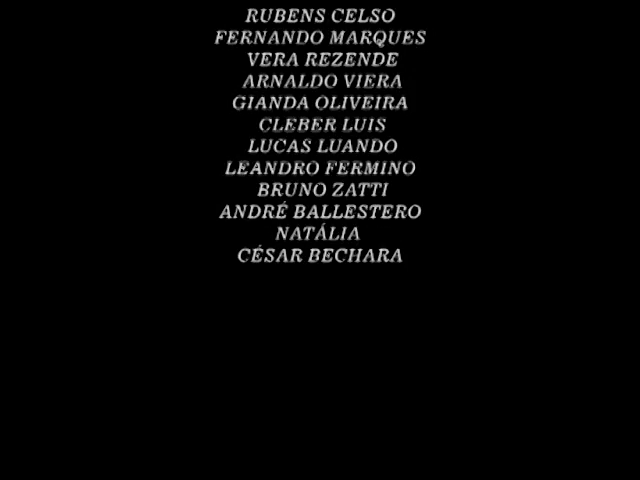 RUBENS CELSO
FERNANDO MARQUES
VERA REZENDE
ARNALDO VIERA
GIANDA OLIVEIRA
CLEBER LUIS
LUCAS LUANDO
LEANDRO FERMINO
BRUNO ZATTI
ANDRÉ BALLESTERO
NATÁLIA
CÉSAR BECHARA